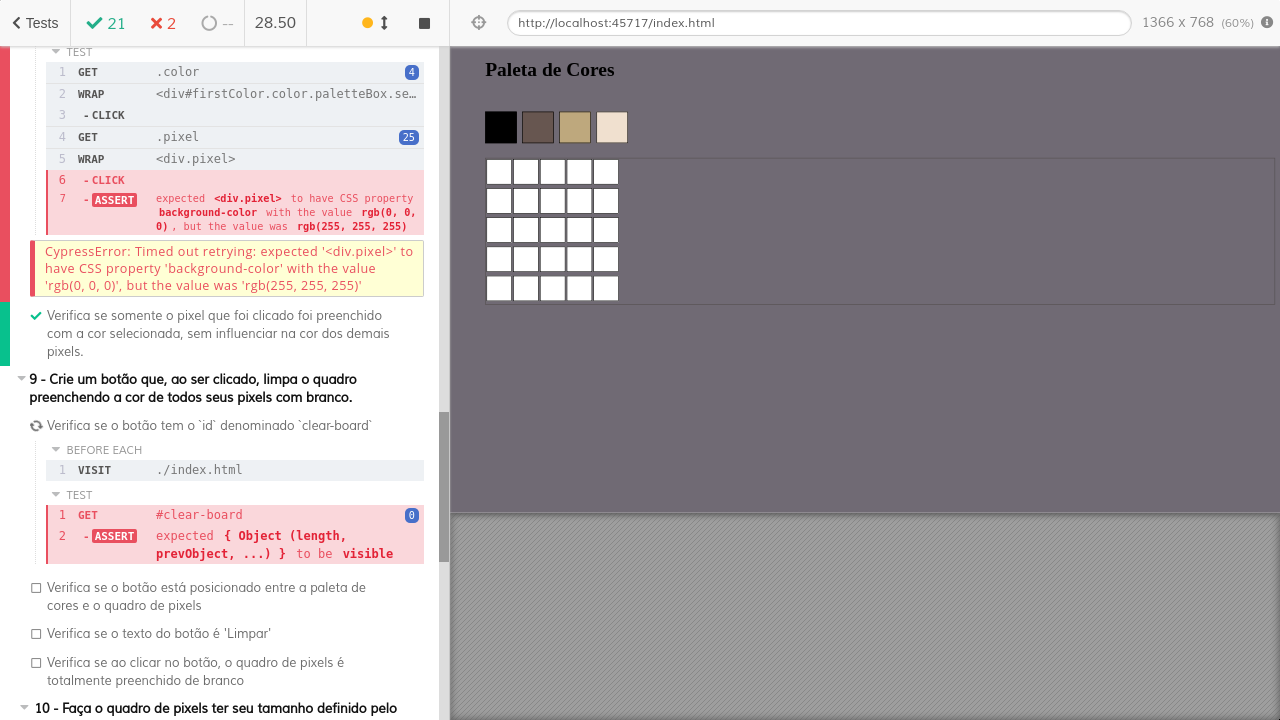 Tests 21 2 -- 28.50 http://localhost:45717/index.html 1366 x 768 (60%)
TEST
1 GET .color 4
2 WRAP <div#firstColor.color.paletteBox.se…
3 - CLICK
4 GET .pixel 25
5 WRAP <div.pixel>
6 - CLICK
7 - ASSERT expected <div.pixel> to have CSS property
background-color with the value rgb(0, 0,
0) , but the value was rgb(255, 255, 255)
CypressError: Timed out retrying: expected '<div.pixel>' to
have CSS property 'background-color' with the value
'rgb(0, 0, 0)', but the value was 'rgb(255, 255, 255)'
Verifica se somente o pixel que foi clicado foi preenchido
com a cor selecionada, sem influenciar na cor dos demais
pixels.
9 - Crie um botão que, ao ser clicado, limpa o quadro
preenchendo a cor de todos seus pixels com branco.
Verifica se o botão tem o `id` denominado `clear-board`
BEFORE EACH
1 VISIT ./index.html
TEST
1 GET #clear-board 0
2 - ASSERT expected { Object (length,
prevObject, ...) } to be visible
Verifica se o botão está posicionado entre a paleta de
cores e o quadro de pixels
Verifica se o texto do botão é 'Limpar'
Verifica se ao clicar no botão, o quadro de pixels é
totalmente preenchido de branco
10 - Faça o quadro de pixels ter seu tamanho definido pelo
Paleta de Cores